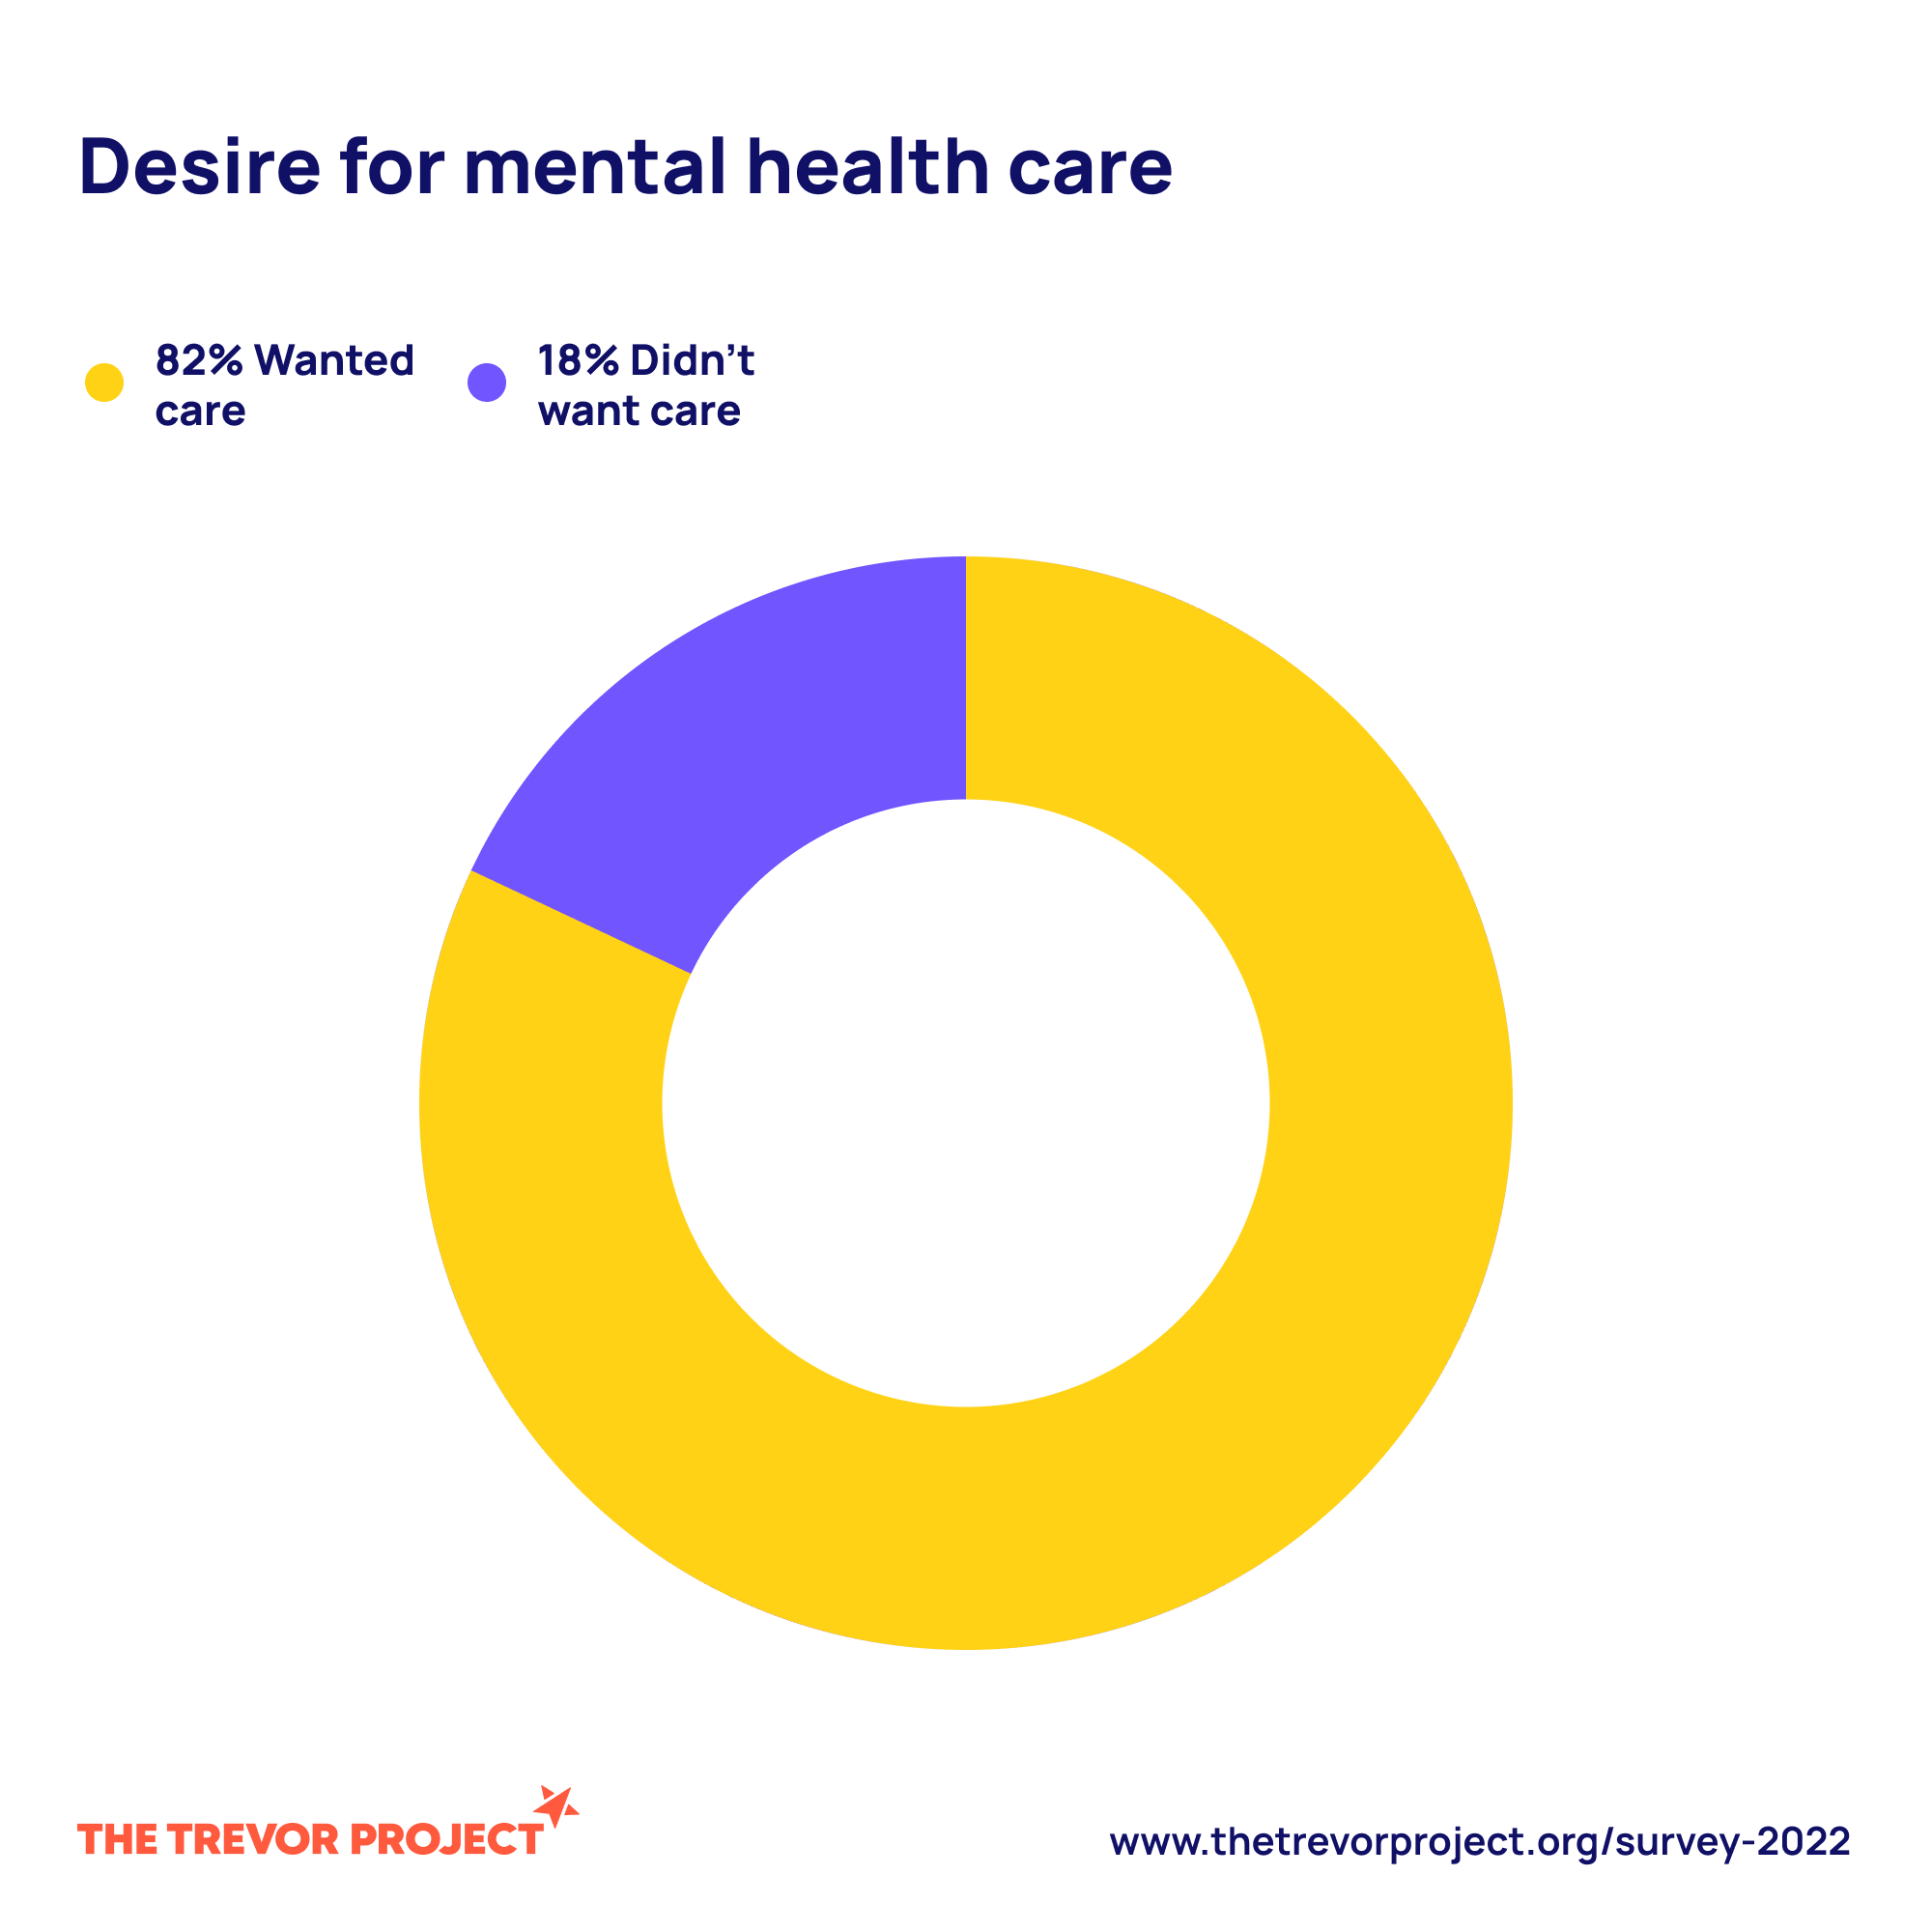 Desire for mental health care
82% Wanted
care
18% Didn’t
want care
THE TREVOR PROJECT
www.thetrevorproject.org/survey-2022